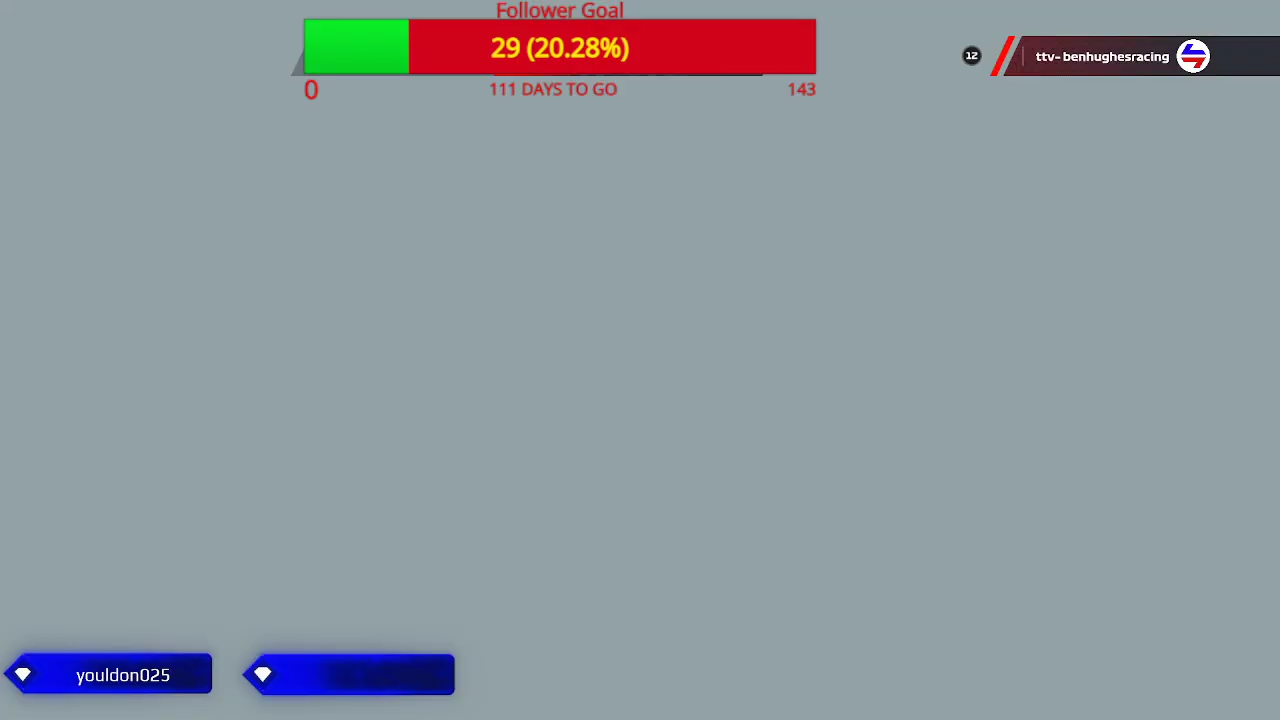 Follower Goal
29 (20.28%)
0
111 DAYS TO GO
143
12
ttv-benhughesracing
youldon025